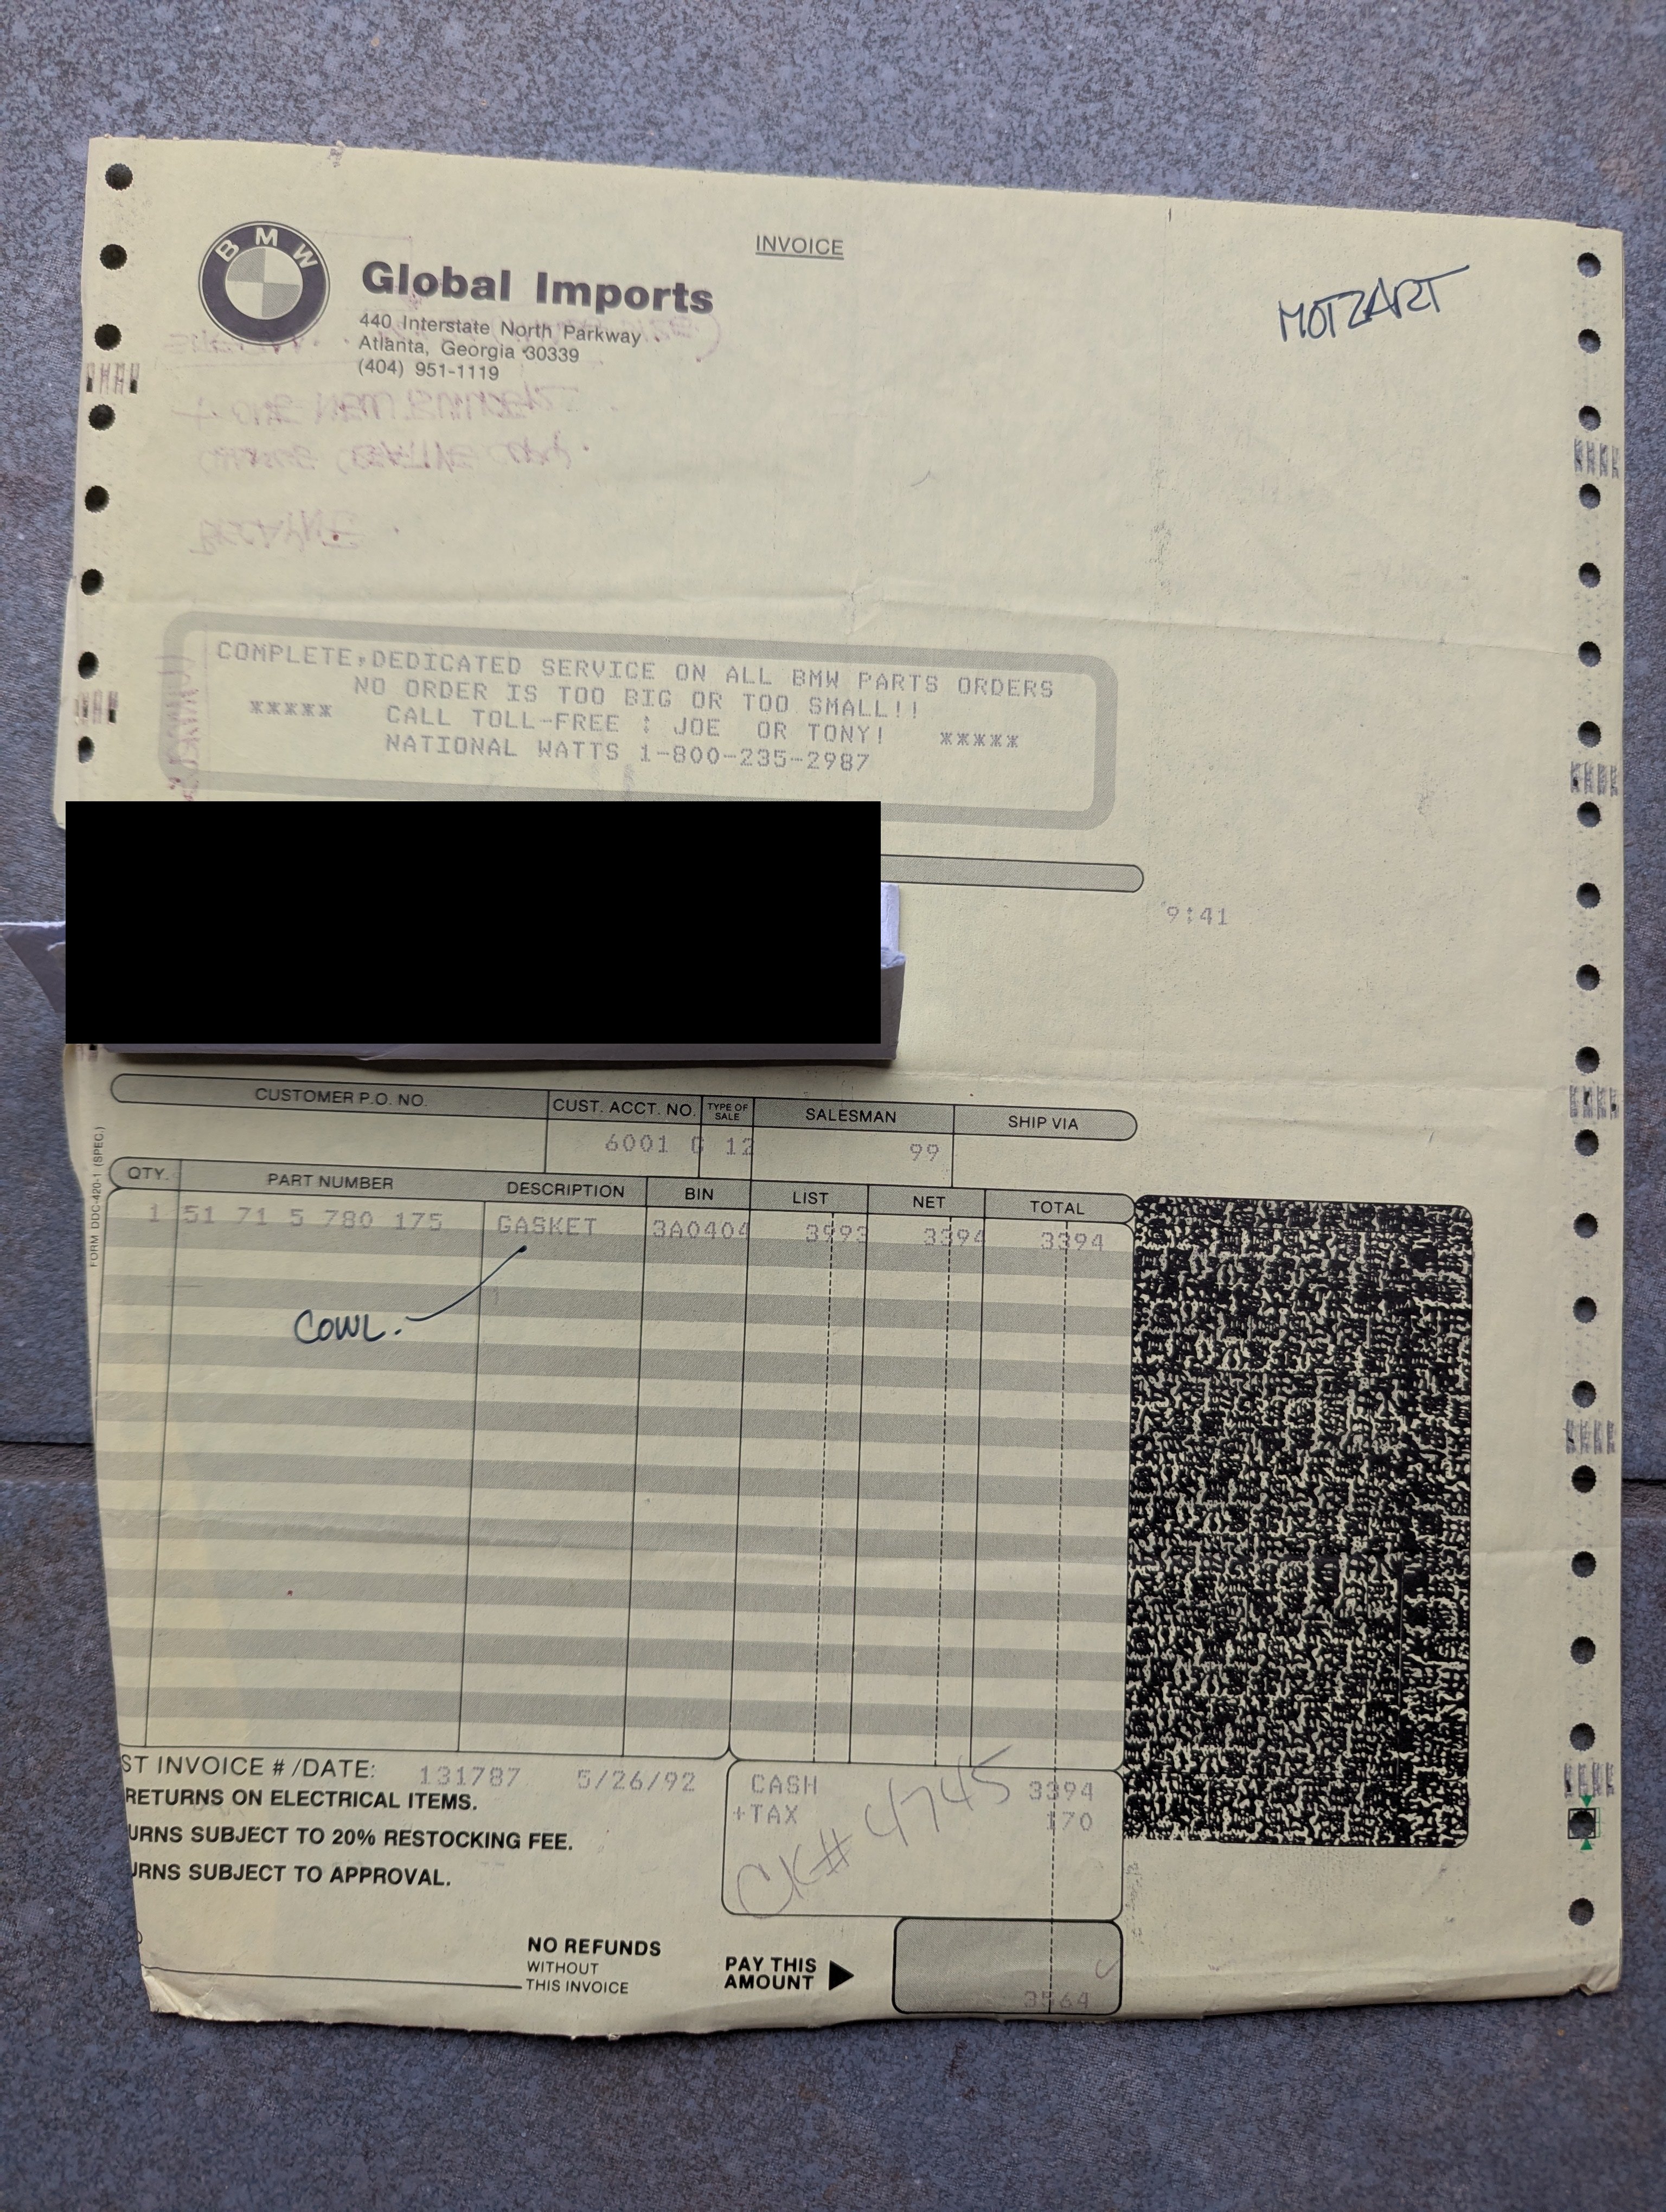 INVOICE
BMW
Global Imports
440 Interstate North Parkway
Atlanta, Georgia 30339
(404) 951-1119
MOTZART
COMPLETE,DEDICATED SERVICE ON ALL BMW PARTS ORDERS
NO ORDER IS TOO BIG OR TOO SMALL!!
***** CALL TOLL-FREE : JOE OR TONY! *****
NATIONAL WATTS 1-800-235-2987
9:41
CUSTOMER P.O. NO. CUST. ACCT. NO. TYPE OF SALE SALESMAN SHIP VIA
6001 12 99
QTY. PART NUMBER DESCRIPTION BIN LIST NET TOTAL
1 51 71 5 780 175 GASKET 3A0404 3993 3394 3394
COWL.
FORM DDC-420-1 (SPEC.)
ST INVOICE #/DATE: 131787 5/26/92
RETURNS ON ELECTRICAL ITEMS.
URNS SUBJECT TO 20% RESTOCKING FEE.
URNS SUBJECT TO APPROVAL.
CASH 3394
+TAX 170
CK# 4745
NO REFUNDS
WITHOUT
THIS INVOICE
PAY THIS
AMOUNT
3564